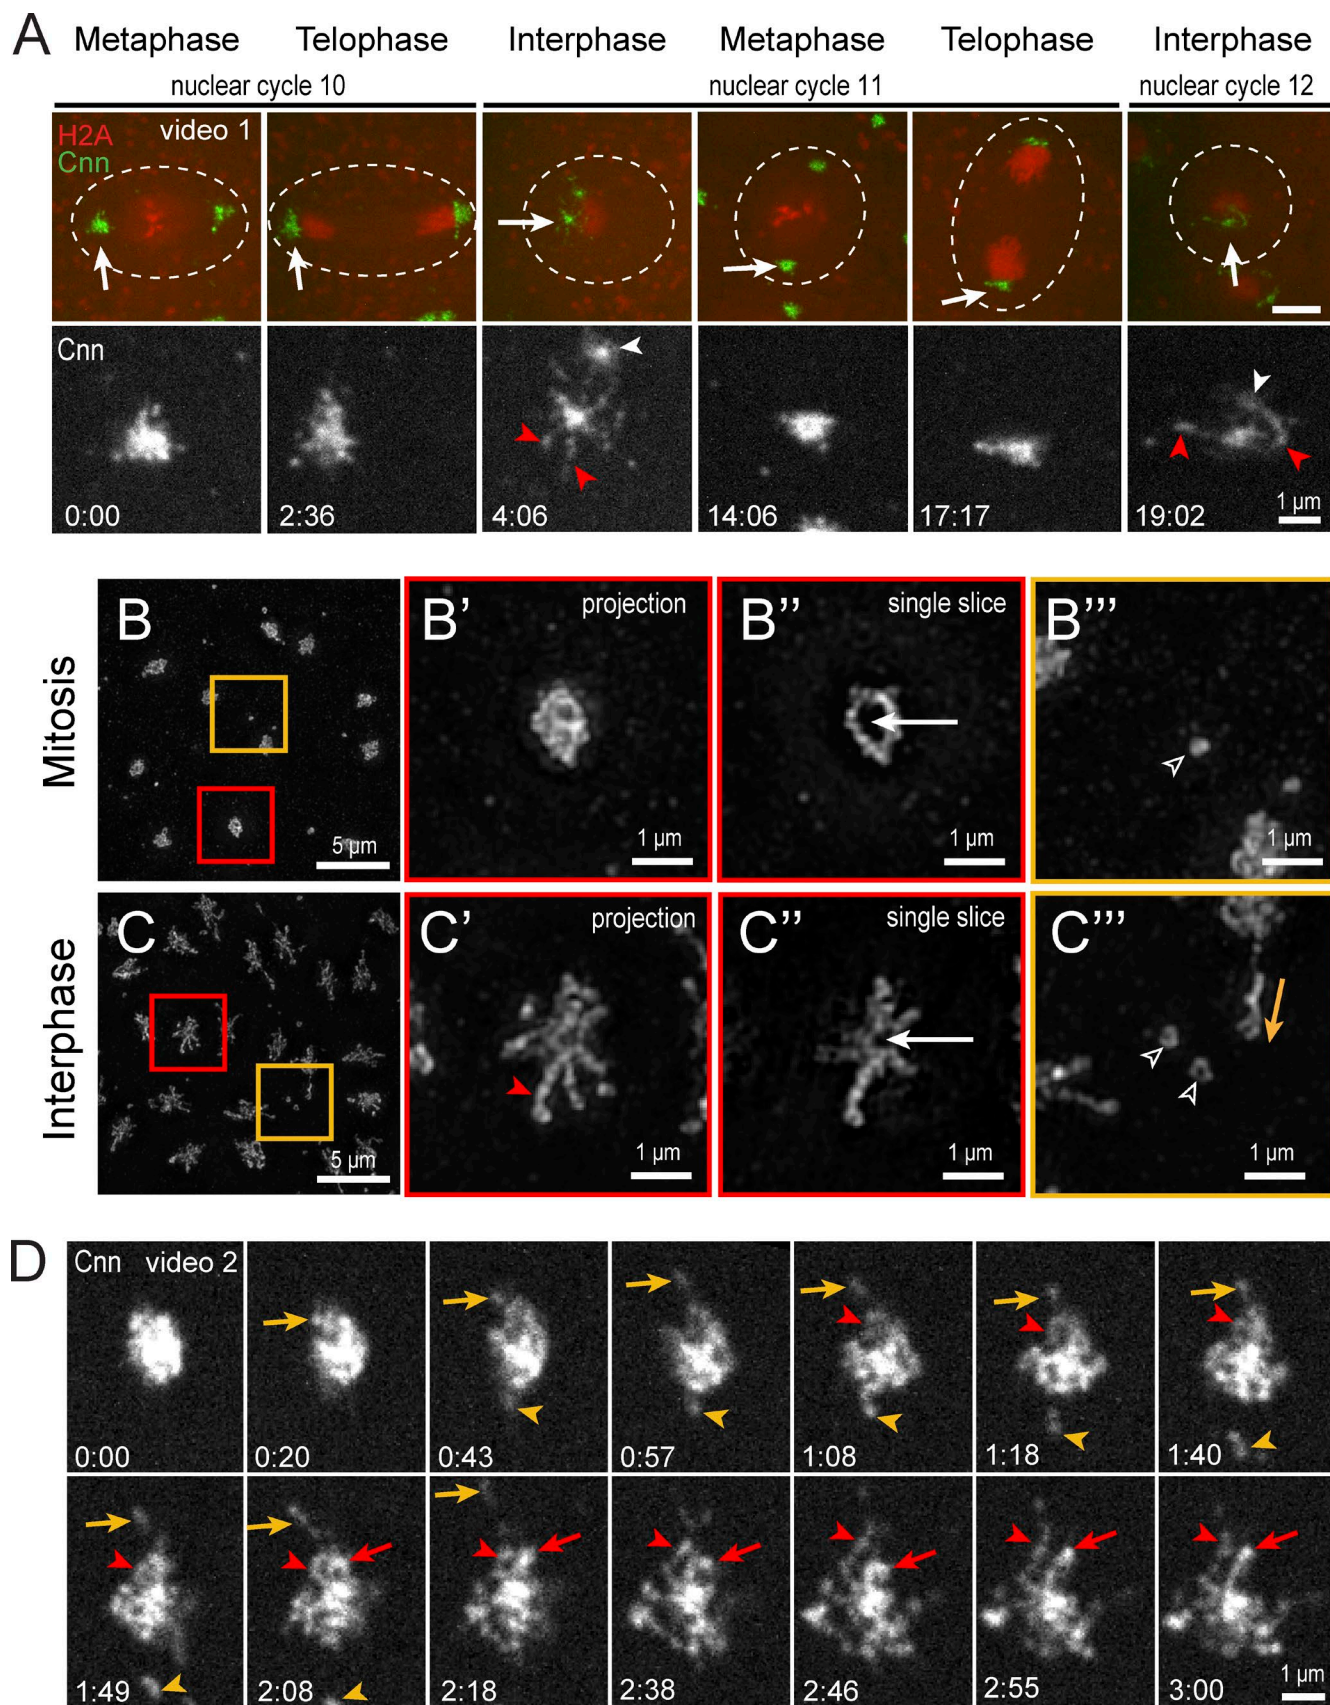 A
Metaphase Telophase Interphase Metaphase Telophase Interphase
nuclear cycle 10 nuclear cycle 11 nuclear cycle 12
H2A video 1
Cnn
Cnn
0:00 2:36 4:06 14:06 17:17 19:02
1 µm
Mitosis
B B' projection B'' single slice B'''
5 µm 1 µm 1 µm 1 µm
Interphase
C C' projection C'' single slice C'''
5 µm 1 µm 1 µm 1 µm
D
Cnn video 2
0:00 0:20 0:43 0:57 1:08 1:18 1:40
1:49 2:08 2:18 2:38 2:46 2:55 3:00
1 µm